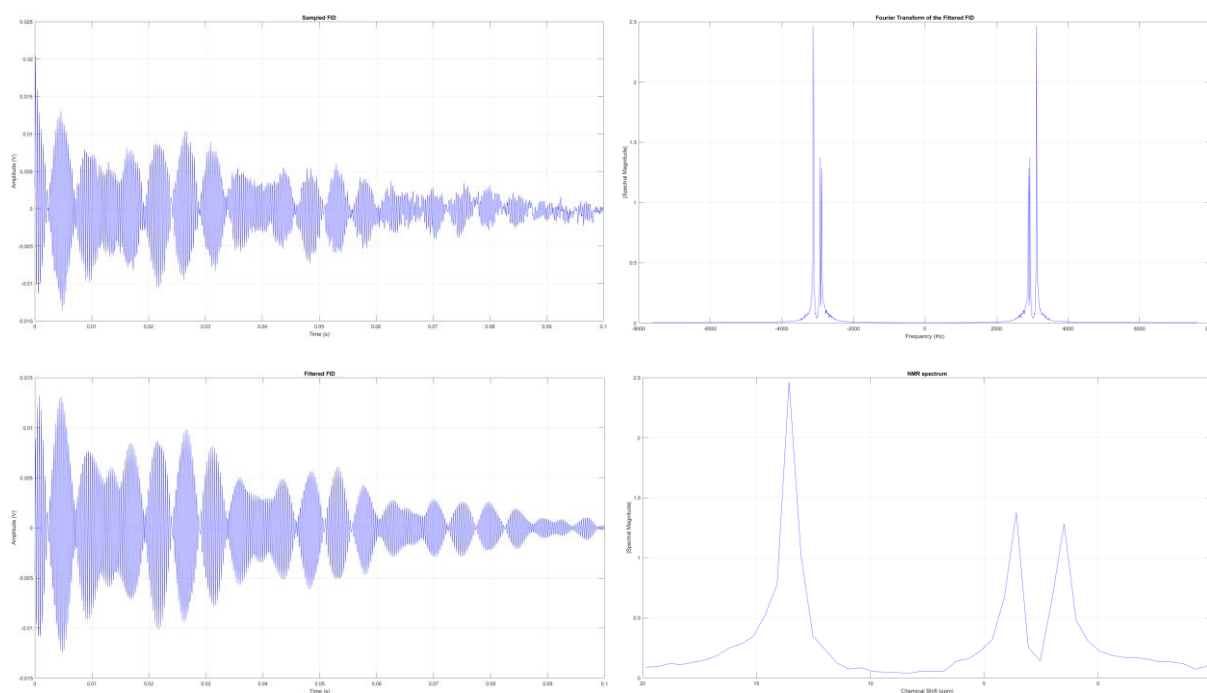 Sampled FID
0.025
0.02
0.015
0.01
0.005
0
-0.005
-0.01
-0.015
Amplitude (V)
0 0.01 0.02 0.03 0.04 0.05 0.06 0.07 0.08 0.09 0.1
Time (s)
Fourier Transform of the Filtered FID
2.5
2
1.5
1
0.5
0
|Spectral Magnitude|
-8000 -6000 -4000 -2000 0 2000 4000 6000
Frequency (Hz)
Filtered FID
0.015
0.01
0.005
0
-0.005
-0.01
-0.015
Amplitude (V)
0 0.01 0.02 0.03 0.04 0.05 0.06 0.07 0.08 0.09 0.1
Time (s)
NMR spectrum
2.5
2
1.5
1
0.5
0
|Spectral Magnitude|
20 15 10 5 0
Chemical Shift (ppm)